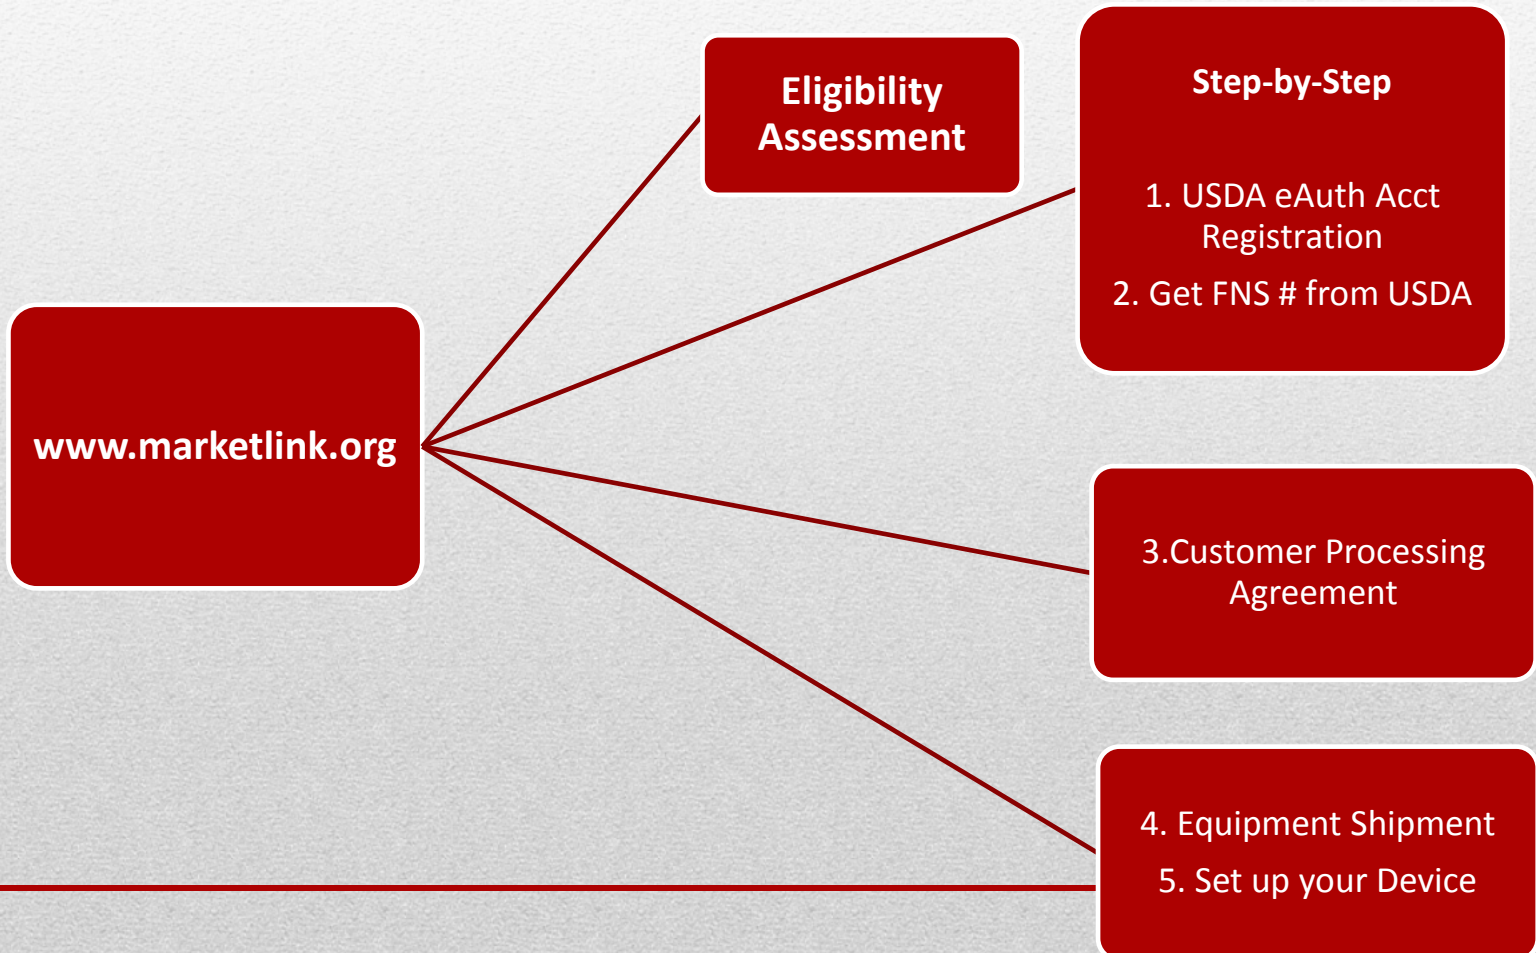 Eligibility
Assessment
Step-by-Step
1. USDA eAuth Acct
Registration
2. Get FNS # from USDA
www.marketlink.org
3.Customer Processing
Agreement
4. Equipment Shipment
5. Set up your Device